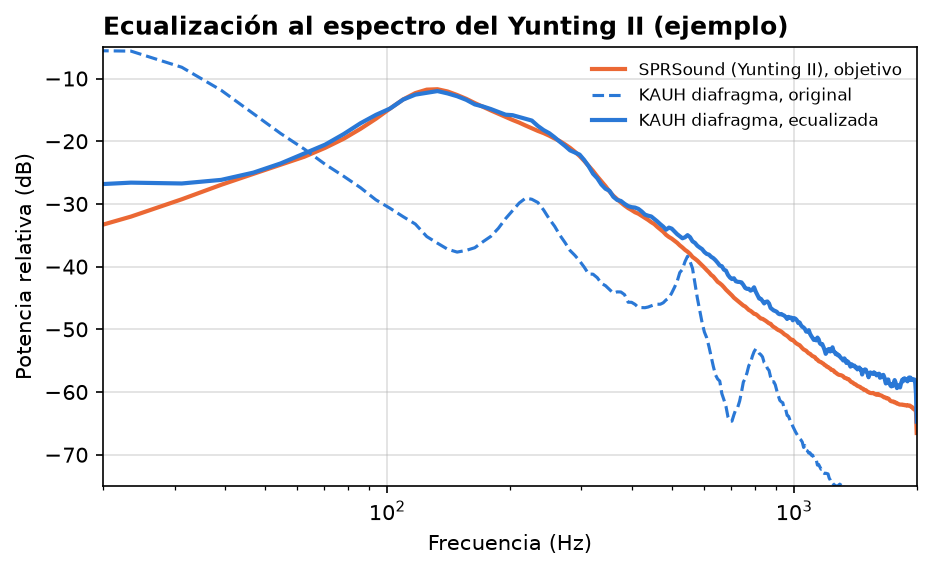 Ecualización al espectro del Yunting II (ejemplo)
SPRSound (Yunting II), objetivo
KAUH diafragma, original
KAUH diafragma, ecualizada
Potencia relativa (dB)
−10
−20
−30
−40
−50
−60
−70
10²
10³
Frecuencia (Hz)